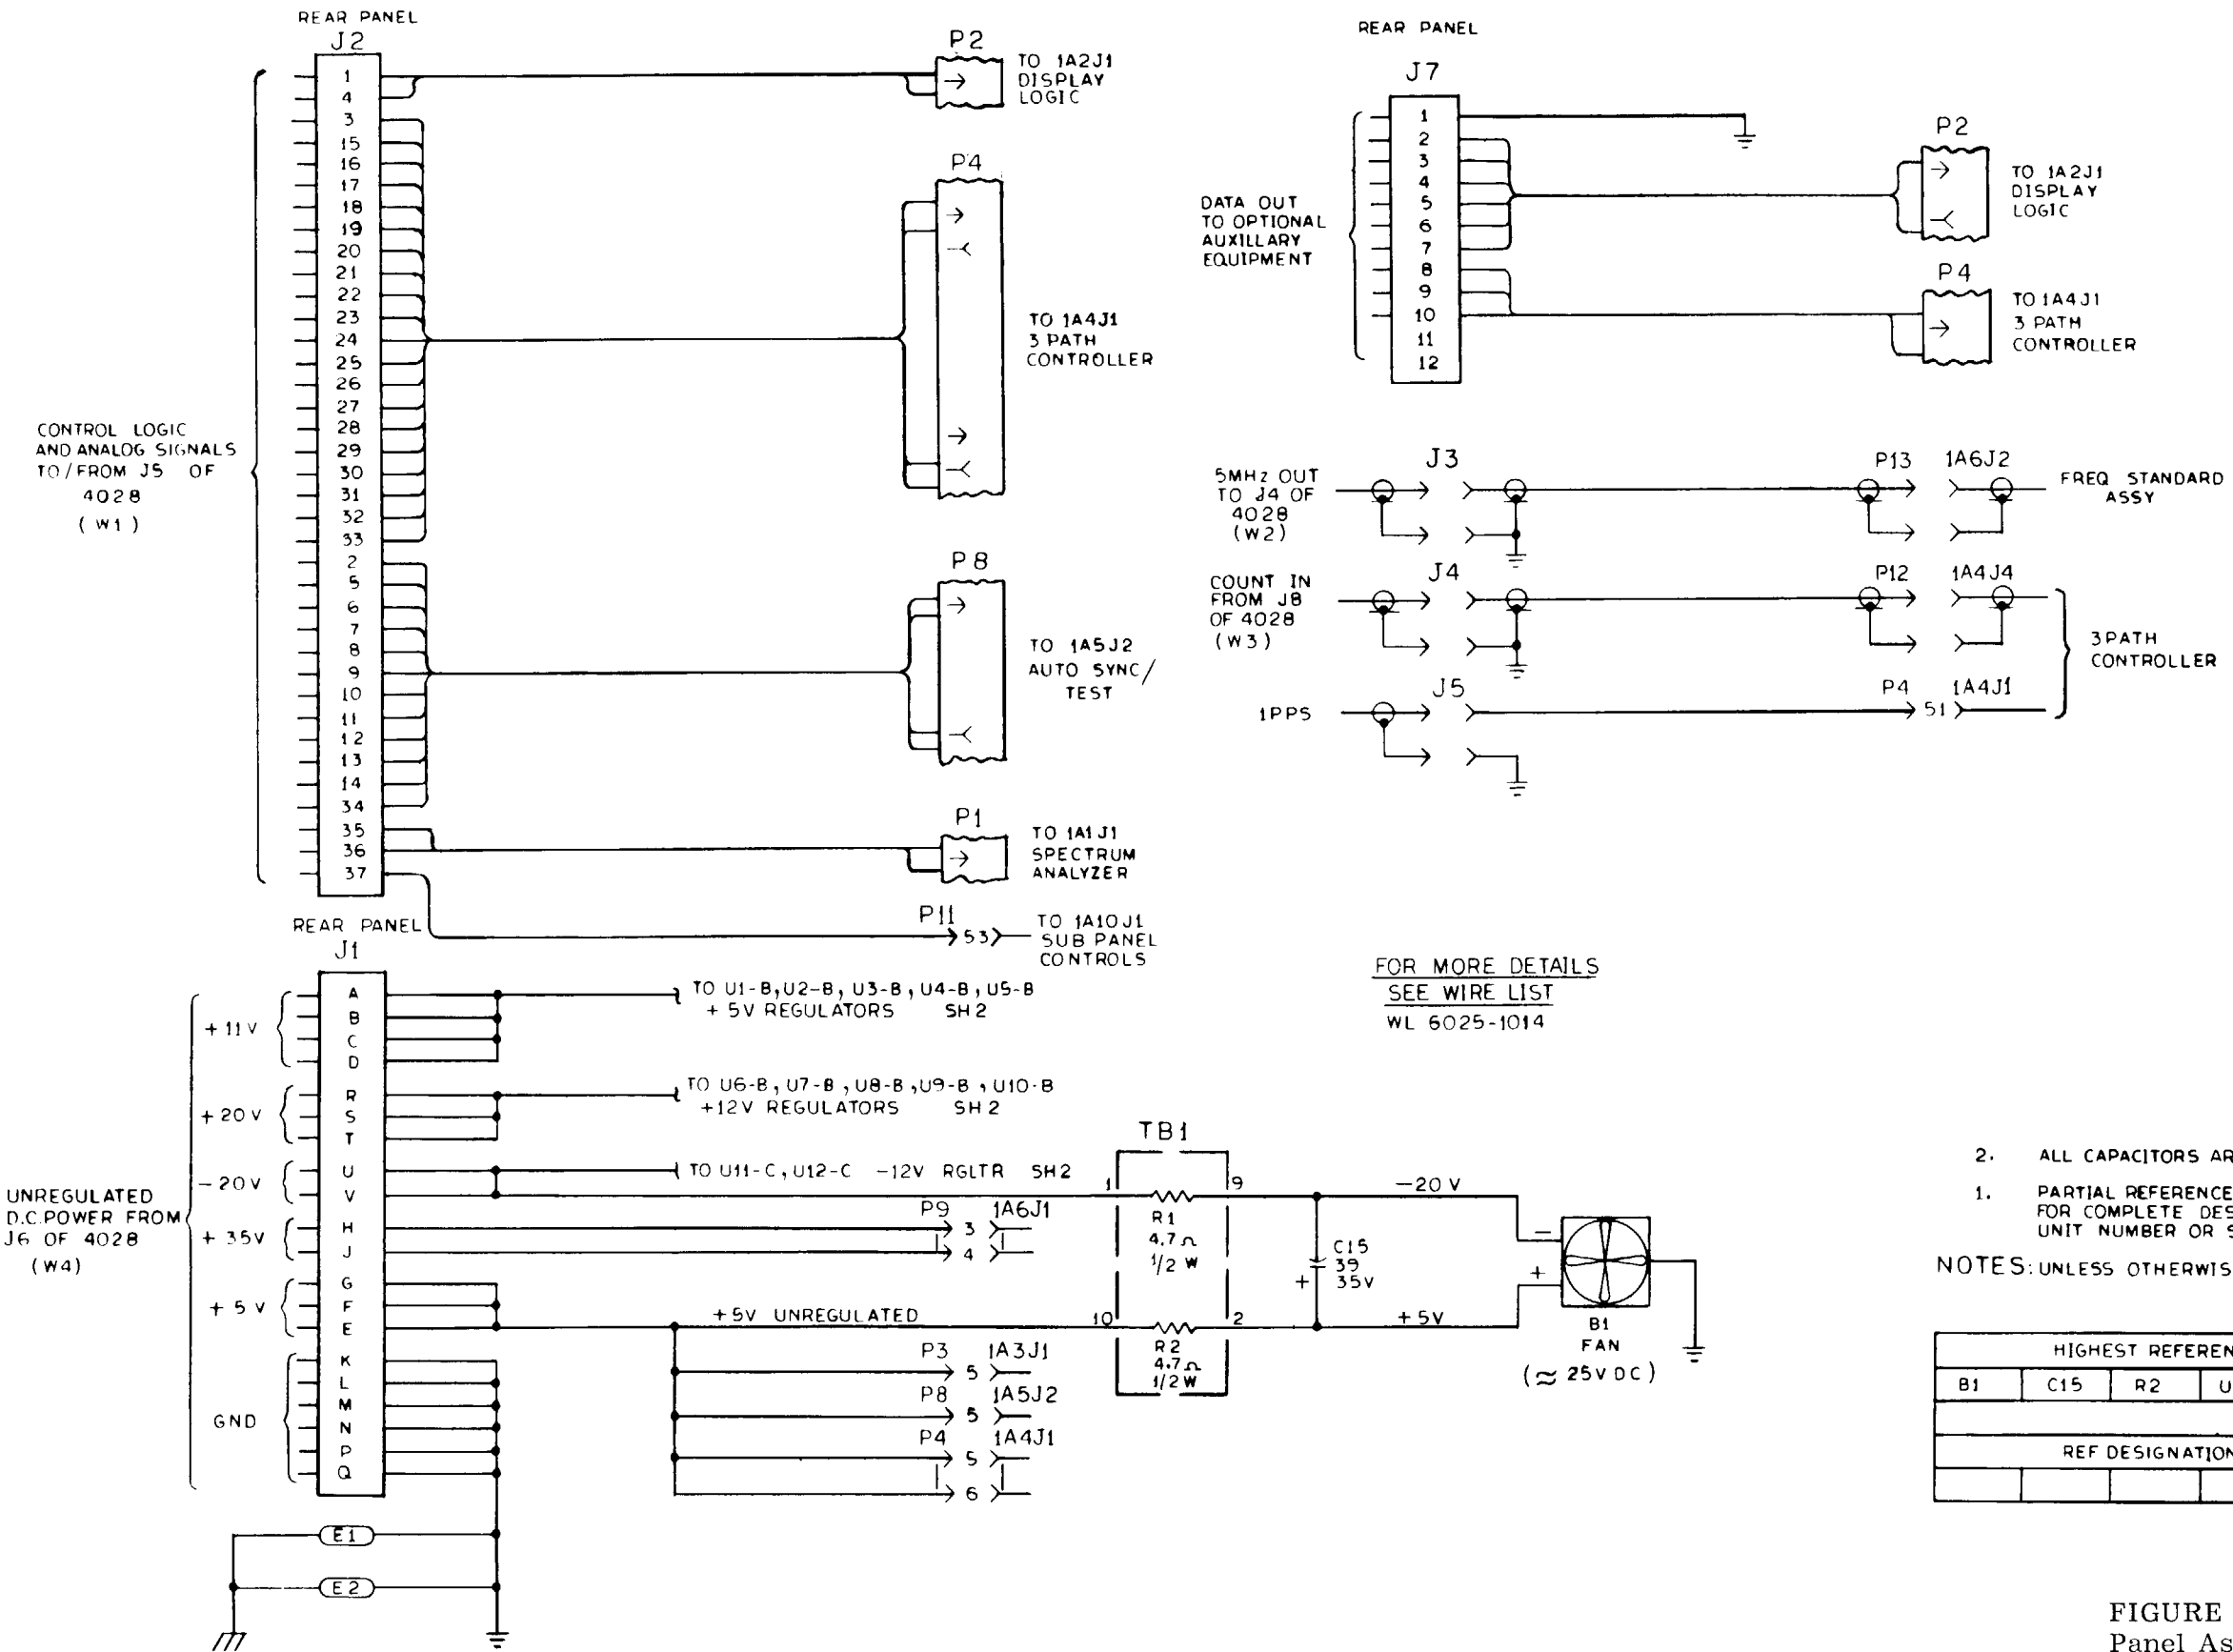 REAR PANEL
J2
1
4
3
15
16
17
18
19
20
21
22
23
24
25
26
27
28
29
30
31
32
33
2
5
6
7
8
9
10
11
12
13
14
34
35
36
37
CONTROL LOGIC
AND ANALOG SIGNALS
TO/FROM J5 OF
4028
(W1)
P2
TO 1A2J1
DISPLAY
LOGIC
P4
TO 1A4J1
3 PATH
CONTROLLER
P8
TO 1A5J2
AUTO SYNC/
TEST
P1
TO 1A1J1
SPECTRUM
ANALYZER
P11
53
TO 1A10J1
SUB PANEL
CONTROLS
REAR PANEL
J7
1
2
3
4
5
6
7
8
9
10
11
12
DATA OUT
TO OPTIONAL
AUXILLARY
EQUIPMENT
P2
TO 1A2J1
DISPLAY
LOGIC
P4
TO 1A4J1
3 PATH
CONTROLLER
5MHz OUT
TO J4 OF
4028
(W2)
J3
P13
1A6J2
FREQ STANDARD
ASSY
COUNT IN
FROM J8
OF 4028
(W3)
J4
P12
1A4J4
3 PATH
CONTROLLER
1PPS
J5
P4
51
1A4J1
FOR MORE DETAILS
SEE WIRE LIST
WL 6025-1014
REAR PANEL
J1
A
B
C
D
R
S
T
U
V
H
J
G
F
E
K
L
M
N
P
Q
+11V
+20V
-20V
+35V
+5V
GND
UNREGULATED
D.C. POWER FROM
J6 OF 4028
(W4)
TO U1-B, U2-B, U3-B, U4-B, U5-B
+5V REGULATORS SH2
TO U6-B, U7-B, U8-B, U9-B, U10-B
+12V REGULATORS SH2
TO U11-C, U12-C -12V RGLTR SH2
P9
3
1A6J1
4
+5V UNREGULATED
P3
5
1A3J1
P8
5
1A5J2
P4
5
1A4J1
6
TB1
1
9
R1
4.7Ω
1/2 W
10
2
R2
4.7Ω
1/2W
-20V
C15
39
35V
+
+5V
-
+
B1
FAN
(≈ 25V DC)
E1
E2
2. ALL CAPACITORS AR
1. PARTIAL REFERENCE
FOR COMPLETE DES
UNIT NUMBER OR S
NOTES: UNLESS OTHERWIS
HIGHEST REFEREN
B1 C15 R2 U
REF DESIGNATION
FIGURE
Panel As